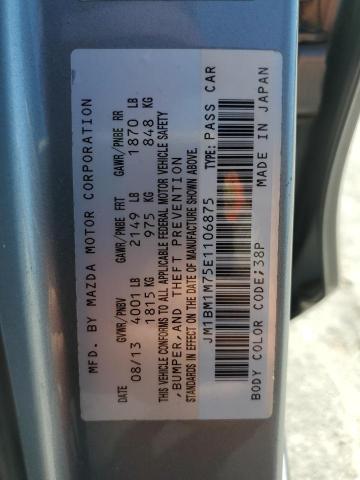 MFD. BY MAZDA MOTOR CORPORATION
DATE GVWR/PNBV GAWR/PNBE FRT GAWR/PNBE RR
08/13 4001 LB 2149 LB 1870 LB
1815 KG 975 KG 848 KG
THIS VEHICLE CONFORMS TO ALL APPLICABLE FEDERAL MOTOR VEHICLE SAFETY
,BUMPER,AND THEFT PREVENTION
STANDARDS IN EFFECT ON THE DATE OF MANUFACTURE SHOWN ABOVE.
JM1BM1M75E1106875 TYPE: PASS CAR
BODY COLOR CODE;38P MADE IN JAPAN